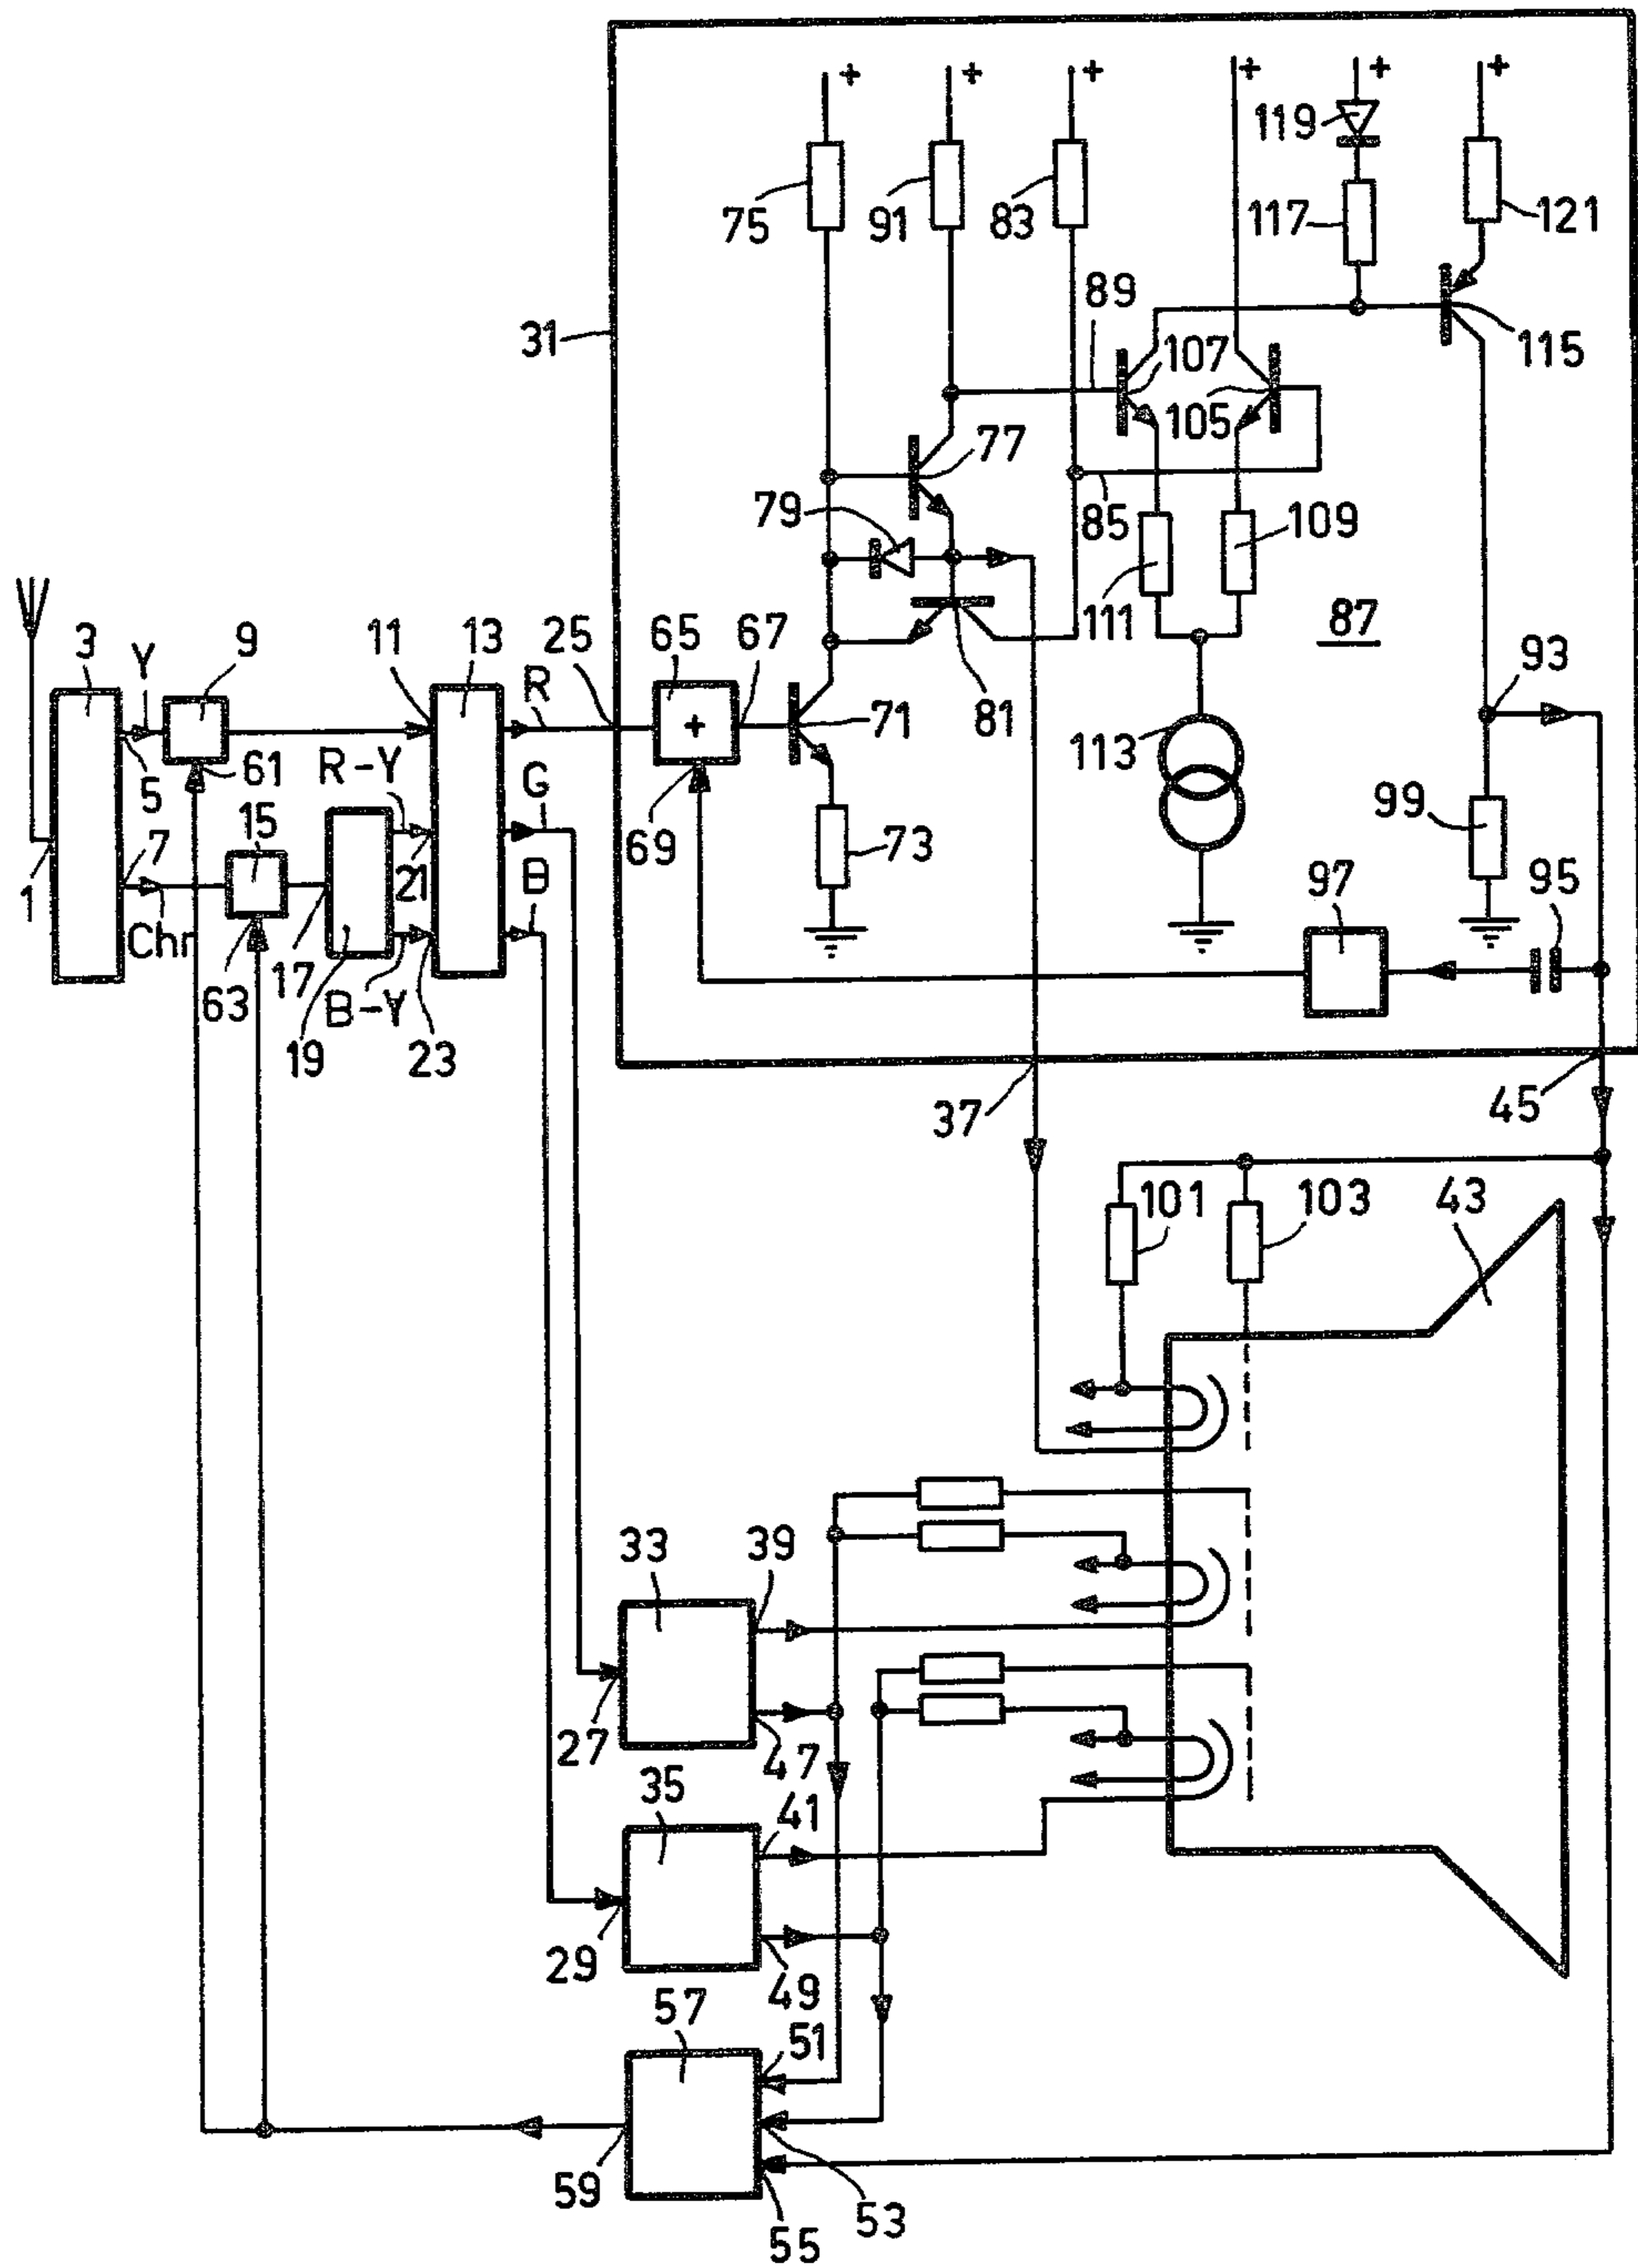 + + + + + +
119
75 91 83 117 121
31 89 107 115
105
77
79 85 109
111 87
3 Y 9 11 13 25 65 67 81 93
R
+
71
61 R-Y 113
5 G 99
15 69 73
1 7 21 B 97 95
Chr
17
63 B-Y
19 23
37 45
101 103 43
33 39
27 47
35 41
29 49
57 51
59 53
55